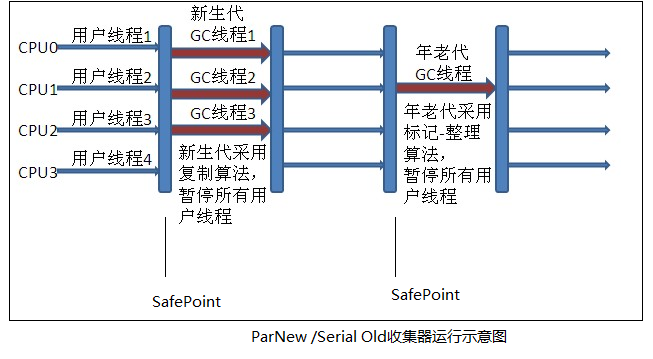 新生代
用户线程1
GC线程1
CPU0
用户线程2
GC线程2
CPU1
用户线程3
GC线程3
CPU2
用户线程4
CPU3
新生代采用
复制算法,
暂停所有用
户线程
年老代
GC线程
年老代采用
标记-整理
算法,
暂停所有用
户线程
SafePoint
SafePoint
ParNew /Serial Old收集器运行示意图